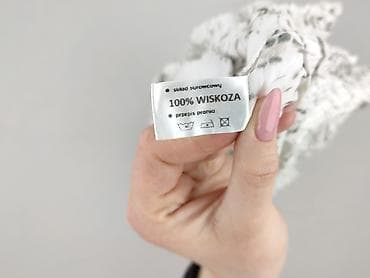 • skład surowcowy
100% WISKOZA
• przepis prania